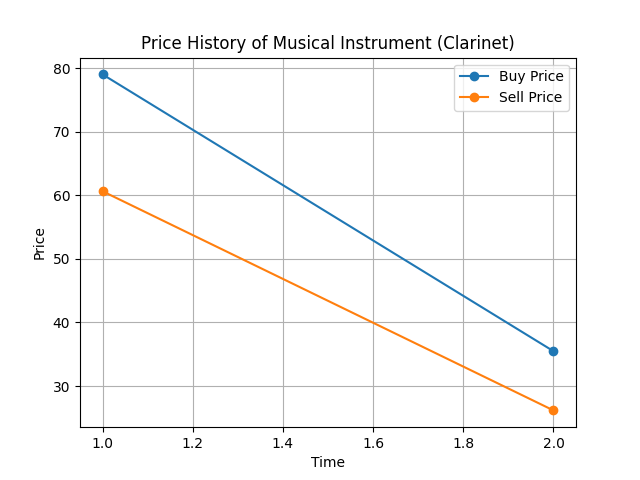 Price History of Musical Instrument (Clarinet)
Buy Price
Sell Price
80
70
60
50
40
30
Price
1.0 1.2 1.4 1.6 1.8 2.0
Time